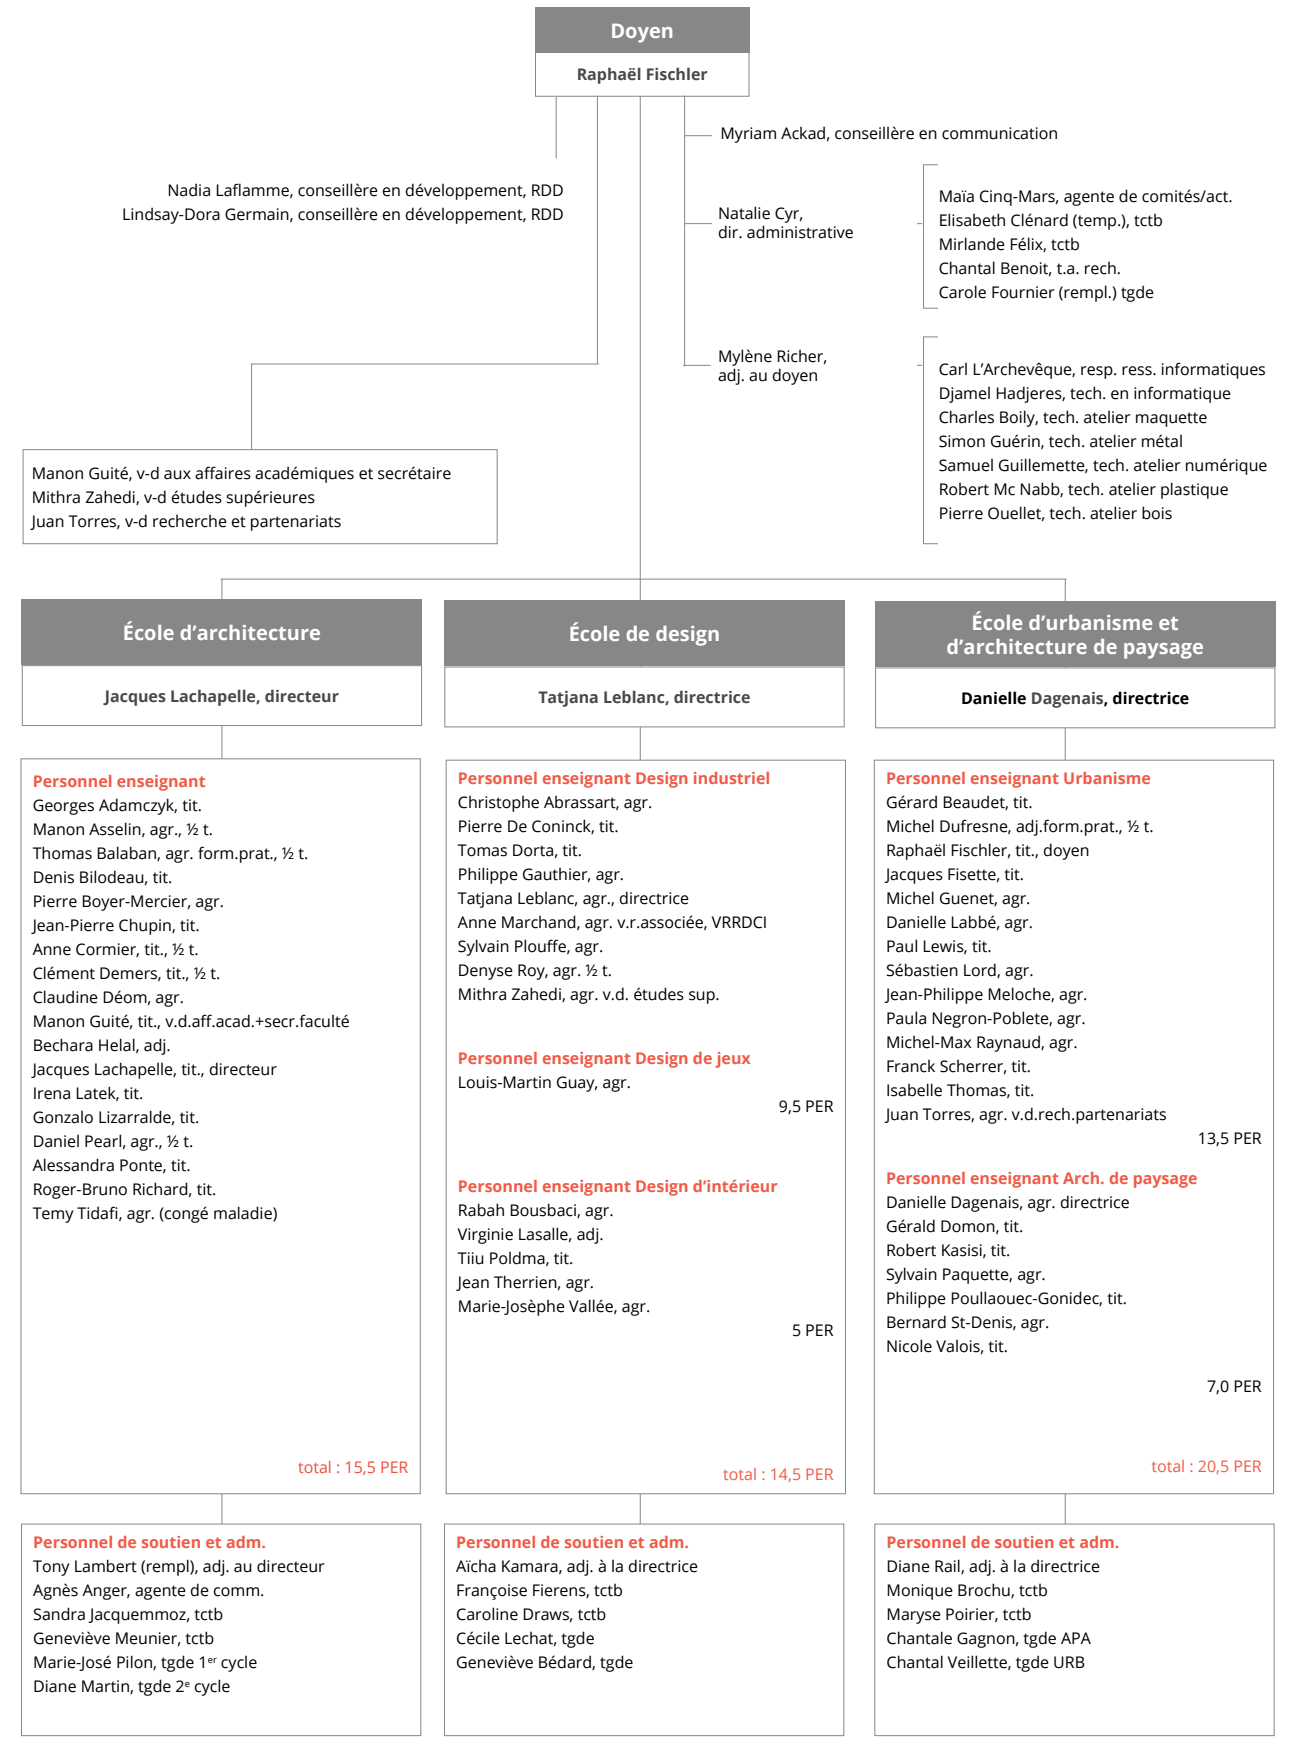 Doyen
Raphaël Fischler
Myriam Ackad, conseillère en communication
Nadia Laflamme, conseillère en développement, RDD
Lindsay-Dora Germain, conseillère en développement, RDD
Natalie Cyr,
dir. administrative
Maïa Cinq-Mars, agente de comités/act.
Elisabeth Clénard (temp.), tctb
Mirlande Félix, tctb
Chantal Benoit, t.a. rech.
Carole Fournier (rempl.) tgde
Mylène Richer,
adj. au doyen
Carl L’Archevêque, resp. ress. informatiques
Djamel Hadjeres, tech. en informatique
Charles Boily, tech. atelier maquette
Simon Guérin, tech. atelier métal
Samuel Guillemette, tech. atelier numérique
Robert Mc Nabb, tech. atelier plastique
Pierre Ouellet, tech. atelier bois
Manon Guité, v-d aux affaires académiques et secrétaire
Mithra Zahedi, v-d études supérieures
Juan Torres, v-d recherche et partenariats
École d’architecture
Jacques Lachapelle, directeur
Personnel enseignant
Georges Adamczyk, tit.
Manon Asselin, agr., ½ t.
Thomas Balaban, agr. form.prat., ½ t.
Denis Bilodeau, tit.
Pierre Boyer-Mercier, agr.
Jean-Pierre Chupin, tit.
Anne Cormier, tit., ½ t.
Clément Demers, tit., ½ t.
Claudine Déom, agr.
Manon Guité, tit., v.d.aff.acad.+secr.faculté
Bechara Helal, adj.
Jacques Lachapelle, tit., directeur
Irena Latek, tit.
Gonzalo Lizarralde, tit.
Daniel Pearl, agr., ½ t.
Alessandra Ponte, tit.
Roger-Bruno Richard, tit.
Temy Tidafi, agr. (congé maladie)
total : 15,5 PER
Personnel de soutien et adm.
Tony Lambert (rempl), adj. au directeur
Agnès Anger, agente de comm.
Sandra Jacquemmoz, tctb
Geneviève Meunier, tctb
Marie-José Pilon, tgde 1er cycle
Diane Martin, tgde 2e cycle
École de design
Tatjana Leblanc, directrice
Personnel enseignant Design industriel
Christophe Abrassart, agr.
Pierre De Coninck, tit.
Tomas Dorta, tit.
Philippe Gauthier, agr.
Tatjana Leblanc, agr., directrice
Anne Marchand, agr. v.r.associée, VRRDCI
Sylvain Plouffe, agr.
Denyse Roy, agr. ½ t.
Mithra Zahedi, agr. v.d. études sup.
Personnel enseignant Design de jeux
Louis-Martin Guay, agr.
9,5 PER
Personnel enseignant Design d’intérieur
Rabah Bousbaci, agr.
Virginie Lasalle, adj.
Tiiu Poldma, tit.
Jean Therrien, agr.
Marie-Josèphe Vallée, agr.
5 PER
total : 14,5 PER
Personnel de soutien et adm.
Aïcha Kamara, adj. à la directrice
Françoise Fierens, tctb
Caroline Draws, tctb
Cécile Lechat, tgde
Geneviève Bédard, tgde
École d’urbanisme et
d’architecture de paysage
Danielle Dagenais, directrice
Personnel enseignant Urbanisme
Gérard Beaudet, tit.
Michel Dufresne, adj.form.prat., ½ t.
Raphaël Fischler, tit., doyen
Jacques Fisette, tit.
Michel Guenet, agr.
Danielle Labbé, agr.
Paul Lewis, tit.
Sébastien Lord, agr.
Jean-Philippe Meloche, agr.
Paula Negron-Poblete, agr.
Michel-Max Raynaud, agr.
Franck Scherrer, tit.
Isabelle Thomas, tit.
Juan Torres, agr. v.d.rech.partenariats
13,5 PER
Personnel enseignant Arch. de paysage
Danielle Dagenais, agr. directrice
Gérald Domon, tit.
Robert Kasisi, tit.
Sylvain Paquette, agr.
Philippe Poullaouec-Gonidec, tit.
Bernard St-Denis, agr.
Nicole Valois, tit.
7,0 PER
total : 20,5 PER
Personnel de soutien et adm.
Diane Rail, adj. à la directrice
Monique Brochu, tctb
Maryse Poirier, tctb
Chantale Gagnon, tgde APA
Chantal Veillette, tgde URB